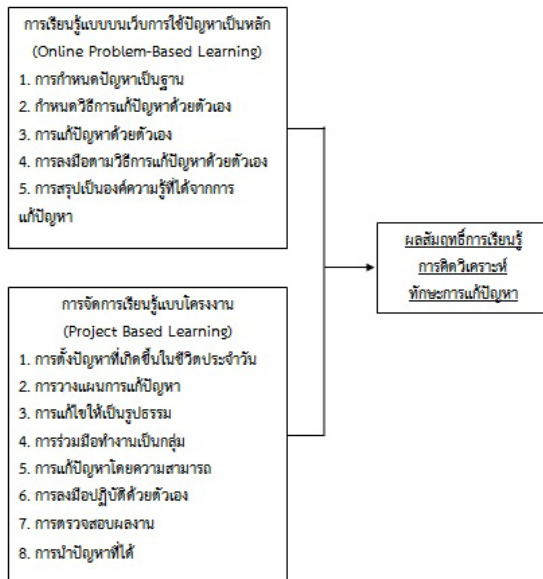 การเรียนรู้แบบบนเว็บการใช้ปัญหาเป็นหลัก
(Online Problem-Based Learning)
1. การกำหนดปัญหาเป็นฐาน
2. กำหนดวิธีการแก้ปัญหาด้วยตัวเอง
3. การแก้ปัญหาด้วยตัวเอง
4. การลงมือตามวิธีการแก้ปัญหาด้วยตัวเอง
5. การสรุปเป็นองค์ความรู้ที่ได้จากการ
แก้ปัญหา
ผลสัมฤทธิ์การเรียนรู้
การคิดวิเคราะห์
ทักษะการแก้ปัญหา
การจัดการเรียนรู้แบบโครงงาน
(Project Based Learning)
1. การตั้งปัญหาที่เกิดขึ้นในชีวิตประจำวัน
2. การวางแผนการแก้ปัญหา
3. การแก้ไขให้เป็นรูปธรรม
4. การร่วมมือทำงานเป็นกลุ่ม
5. การแก้ปัญหาโดยความสามารถ
6. การลงมือปฏิบัติด้วยตัวเอง
7. การตรวจสอบผลงาน
8. การนำปัญหาที่ได้